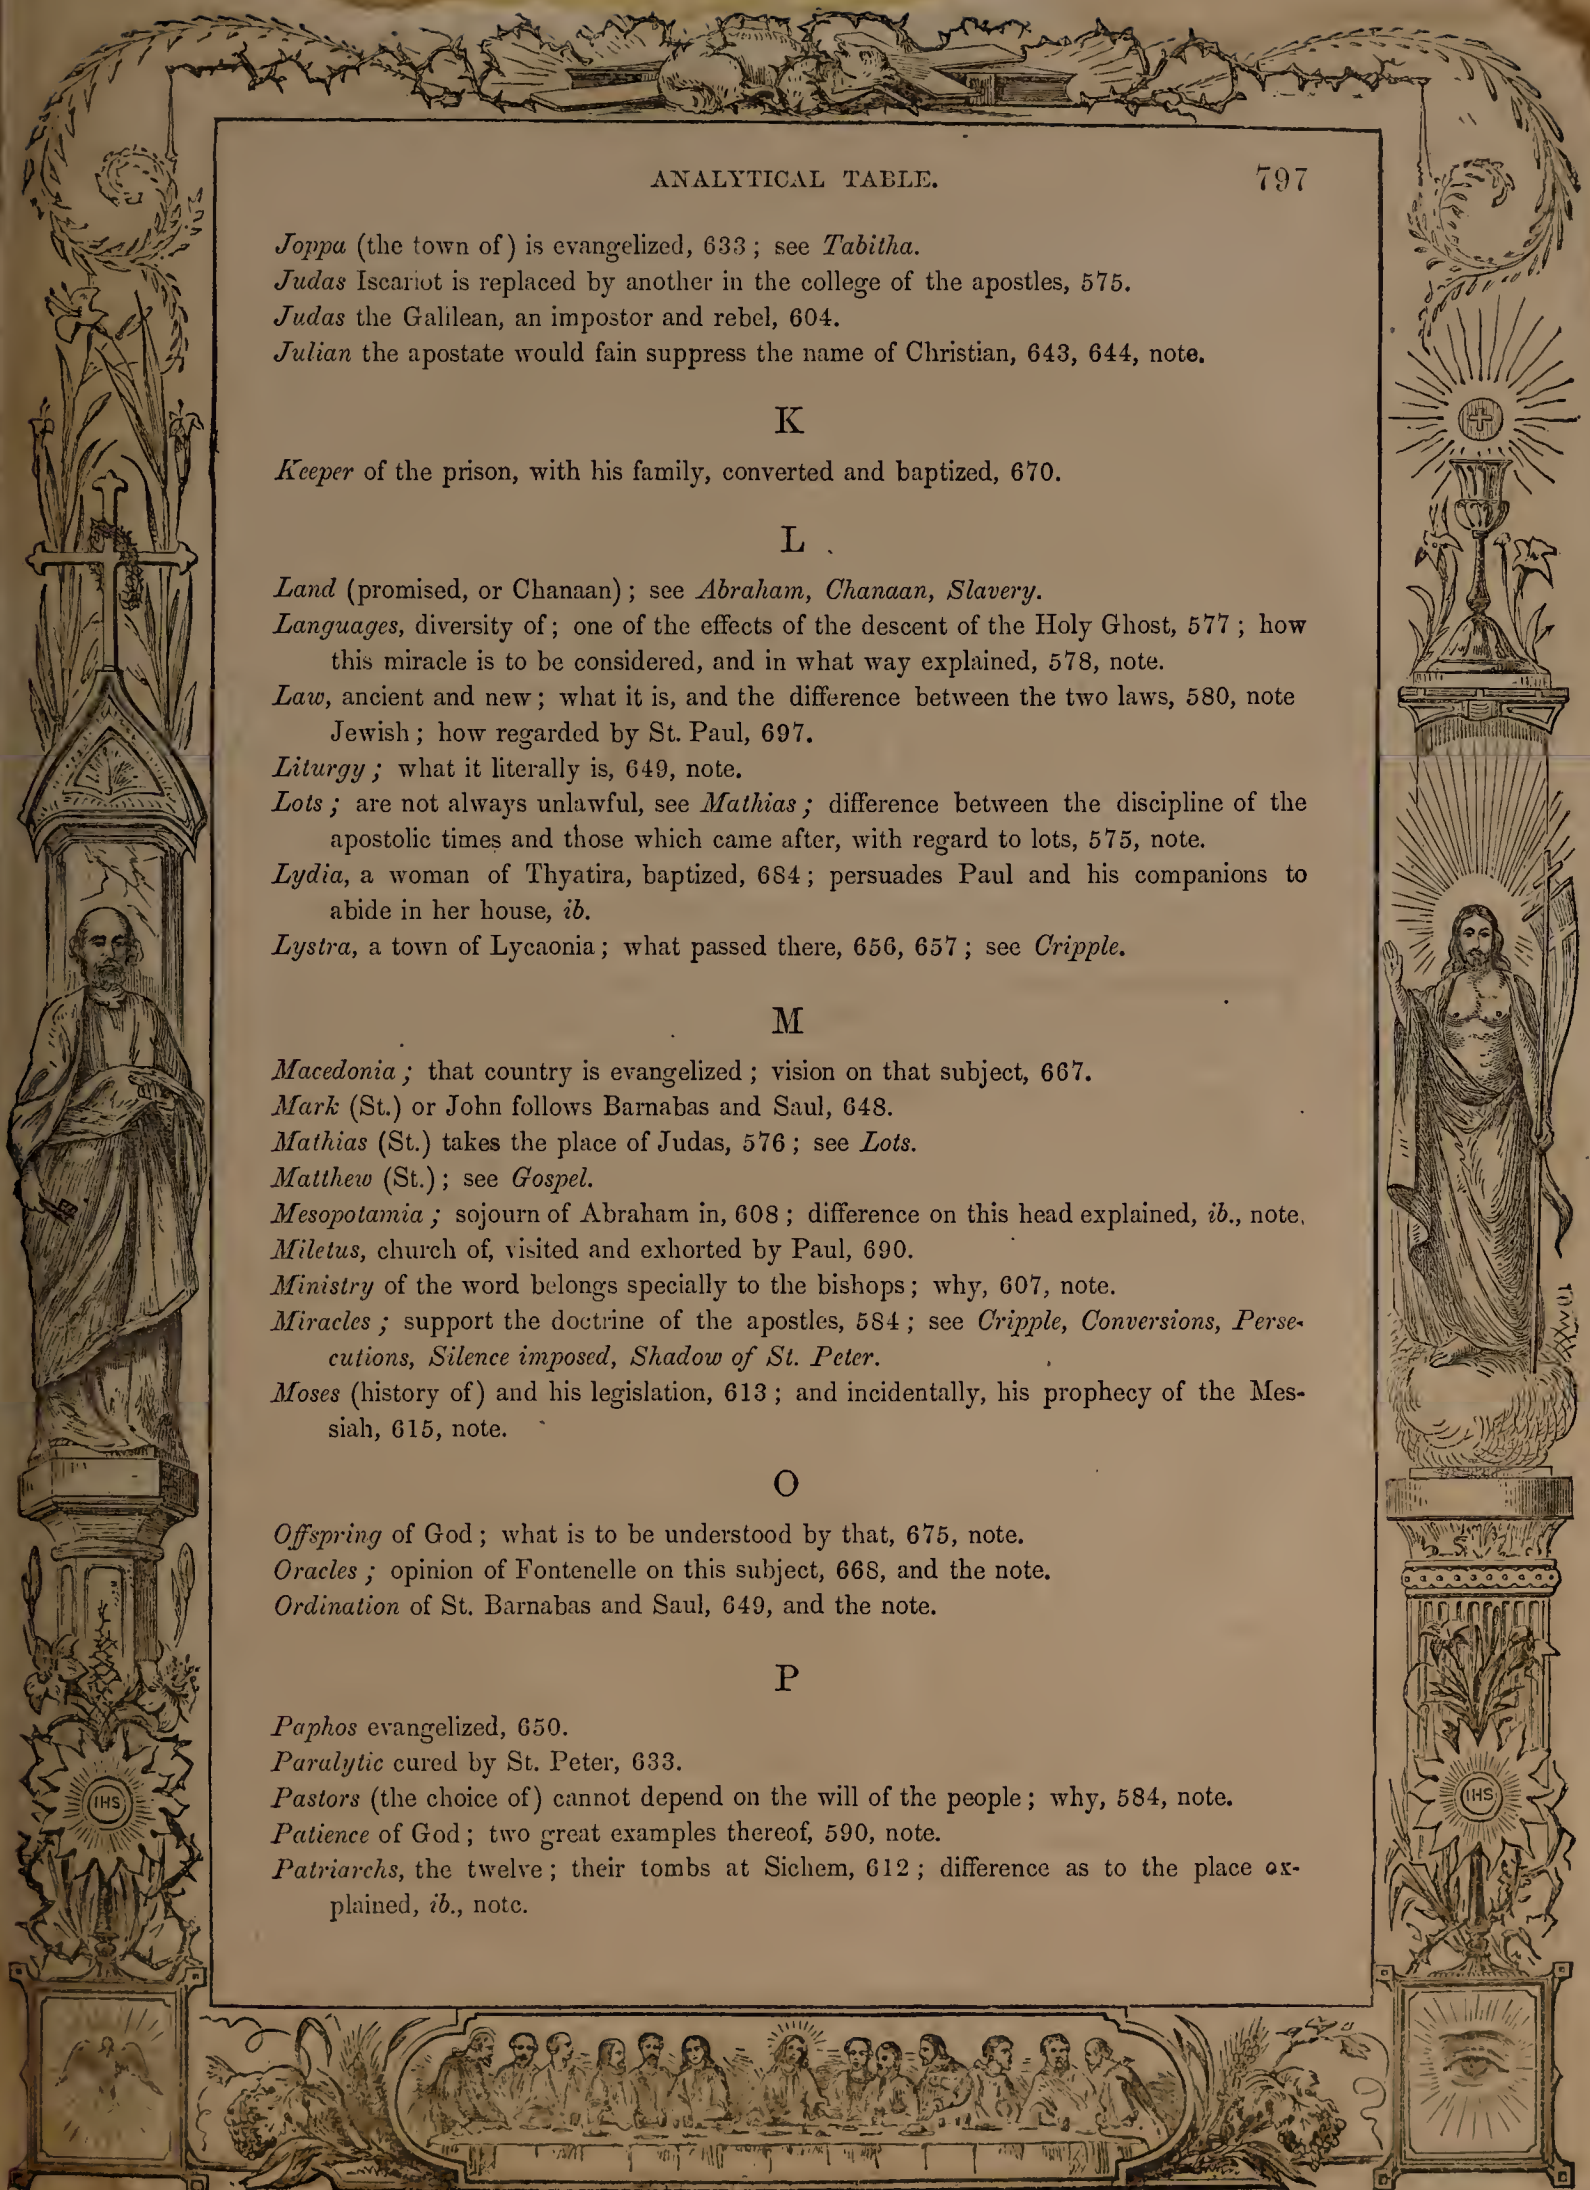 ANALYTICAL TABLE. 797
Joppa (the town of) is evangelized, 633; see Tabitha.
Judas Iscariot is replaced by another in the college of the apostles, 575.
Judas the Galilean, an impostor and rebel, 604.
Julian the apostate would fain suppress the name of Christian, 643, 644, note.
K
Keeper of the prison, with his family, converted and baptized, 670.
L
Land (promised, or Chanaan); see Abraham, Chanaan, Slavery.
Languages, diversity of; one of the effects of the descent of the Holy Ghost, 577; how
this miracle is to be considered, and in what way explained, 578, note.
Law, ancient and new; what it is, and the difference between the two laws, 580, note
Jewish; how regarded by St. Paul, 697.
Liturgy; what it literally is, 649, note.
Lots; are not always unlawful, see Mathias; difference between the discipline of the
apostolic times and those which came after, with regard to lots, 575, note.
Lydia, a woman of Thyatira, baptized, 684; persuades Paul and his companions to
abide in her house, ib.
Lystra, a town of Lycaonia; what passed there, 656, 657; see Cripple.
M
Macedonia; that country is evangelized; vision on that subject, 667.
Mark (St.) or John follows Barnabas and Saul, 648.
Mathias (St.) takes the place of Judas, 576; see Lots.
Matthew (St.); see Gospel.
Mesopotamia; sojourn of Abraham in, 608; difference on this head explained, ib., note.
Miletus, church of, visited and exhorted by Paul, 690.
Ministry of the word belongs specially to the bishops; why, 607, note.
Miracles; support the doctrine of the apostles, 584; see Cripple, Conversions, Perse-
cutions, Silence imposed, Shadow of St. Peter.
Moses (history of) and his legislation, 613; and incidentally, his prophecy of the Mes-
siah, 615, note.
O
Offspring of God; what is to be understood by that, 675, note.
Oracles; opinion of Fontenelle on this subject, 668, and the note.
Ordination of St. Barnabas and Saul, 649, and the note.
P
Paphos evangelized, 650.
Paralytic cured by St. Peter, 633.
Pastors (the choice of) cannot depend on the will of the people; why, 584, note.
Patience of God; two great examples thereof, 590, note.
Patriarchs, the twelve; their tombs at Sichem, 612; difference as to the place ex-
plained, ib., note.
IHS
IHS